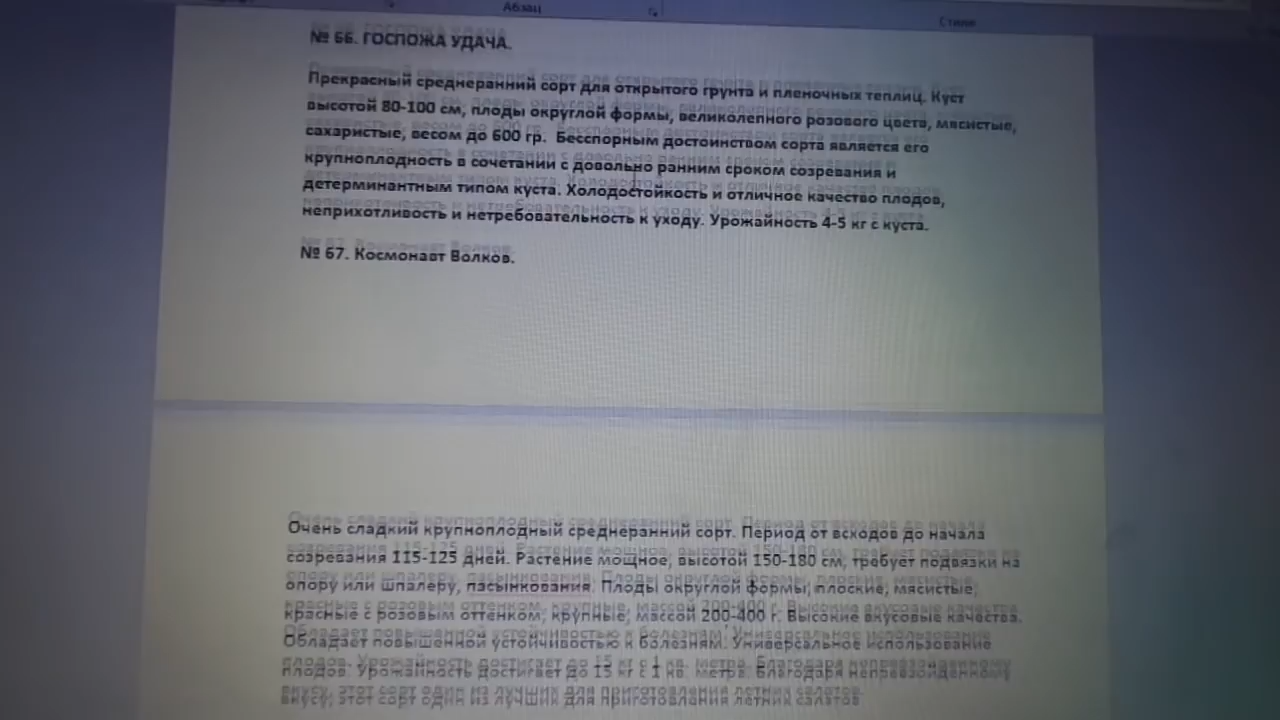 Абзац
Стили
№ 66. ГОСПОЖА УДАЧА.
Прекрасный среднеранний сорт для открытого грунта и пленочных теплиц. Куст
высотой 80-100 см, плоды округлой формы, великолепного розового цвета, мясистые,
сахаристые, весом до 600 гр. Бесспорным достоинством сорта является его
крупноплодность в сочетании с довольно ранним сроком созревания и
детерминантным типом куста. Холодостойкость и отличное качество плодов,
неприхотливость и нетребовательность к уходу. Урожайность 4-5 кг с куста.
№ 67. Космонавт Волков.
Очень сладкий крупноплодный среднеранний сорт. Период от всходов до начала
созревания 115-125 дней. Растение мощное, высотой 150-180 см, требует подвязки на
опору или шпалеру, пасынкования. Плоды округлой формы, плоские, мясистые,
красные с розовым оттенком, крупные, массой 200-400 г. Высокие вкусовые качества.
Обладает повышенной устойчивостью к болезням. Универсальное использование
плодов. Урожайность достигает до 15 кг с 1 кв. метра. Благодаря непревзойденному
вкусу, этот сорт один из лучших для приготовления летних салатов